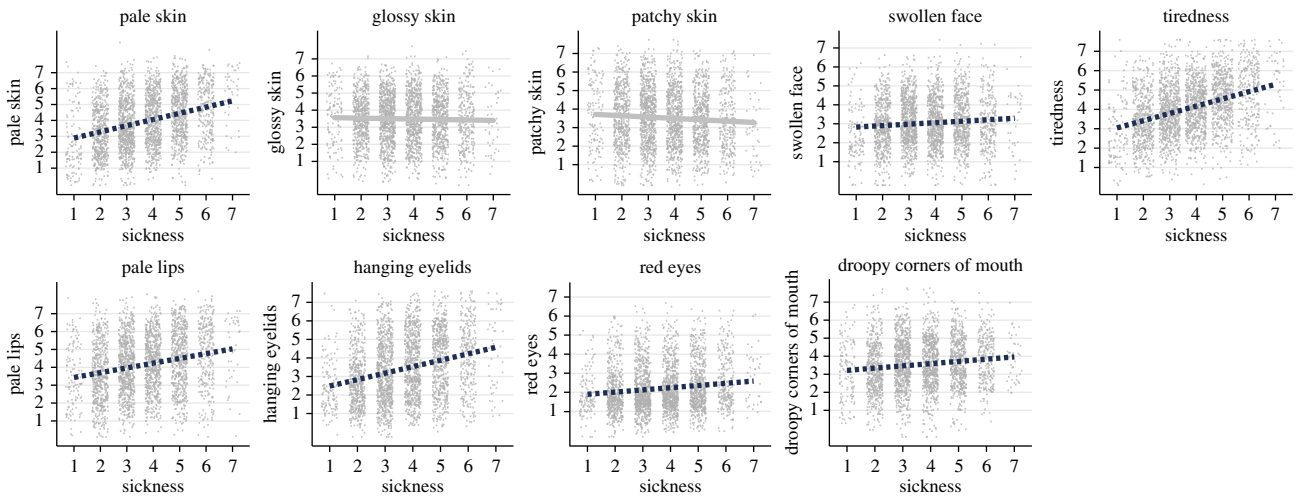 pale skin
glossy skin
patchy skin
swollen face
tiredness
pale skin
7
6
5
4
3
2
1
1 2 3 4 5 6 7
sickness
glossy skin
7
6
5
4
3
2
1
1 2 3 4 5 6 7
sickness
patchy skin
7
6
5
4
3
2
1
1 2 3 4 5 6 7
sickness
swollen face
7
6
5
4
3
2
1
1 2 3 4 5 6 7
sickness
tiredness
7
6
5
4
3
2
1
1 2 3 4 5 6 7
sickness
pale lips
hanging eyelids
red eyes
droopy corners of mouth
pale lips
7
6
5
4
3
2
1
1 2 3 4 5 6 7
sickness
hanging eyelids
7
6
5
4
3
2
1
1 2 3 4 5 6 7
sickness
red eyes
7
6
5
4
3
2
1
1 2 3 4 5 6 7
sickness
droopy corners of mouth
7
6
5
4
3
2
1
1 2 3 4 5 6 7
sickness